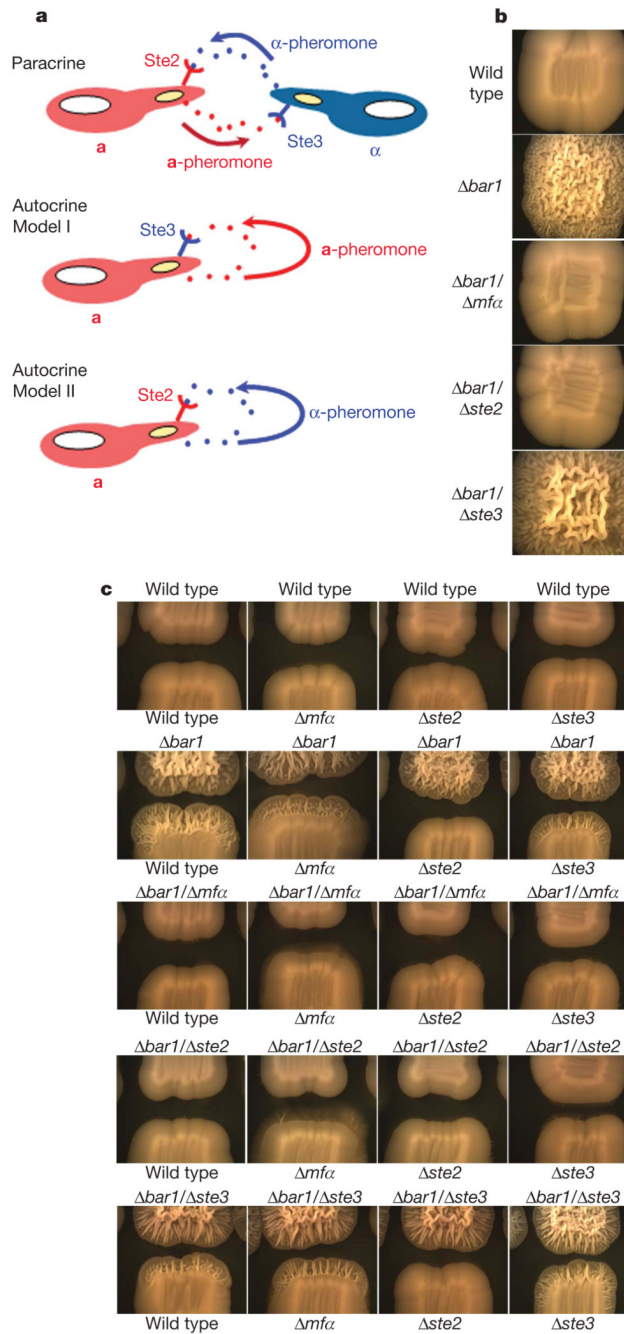 a
Paracrine
Ste2
α-pheromone
a
a-pheromone
Ste3
α
Autocrine
Model I
Ste3
a-pheromone
a
Autocrine
Model II
Ste2
α-pheromone
a
b
Wild
type
Δbar1
Δbar1/
Δmfα
Δbar1/
Δste2
Δbar1/
Δste3
c
Wild type Wild type Wild type Wild type
Wild type Δmfα Δste2 Δste3
Δbar1 Δbar1 Δbar1 Δbar1
Wild type Δmfα Δste2 Δste3
Δbar1/Δmfα Δbar1/Δmfα Δbar1/Δmfα Δbar1/Δmfα
Wild type Δmfα Δste2 Δste3
Δbar1/Δste2 Δbar1/Δste2 Δbar1/Δste2 Δbar1/Δste2
Wild type Δmfα Δste2 Δste3
Δbar1/Δste3 Δbar1/Δste3 Δbar1/Δste3 Δbar1/Δste3
Wild type Δmfα Δste2 Δste3